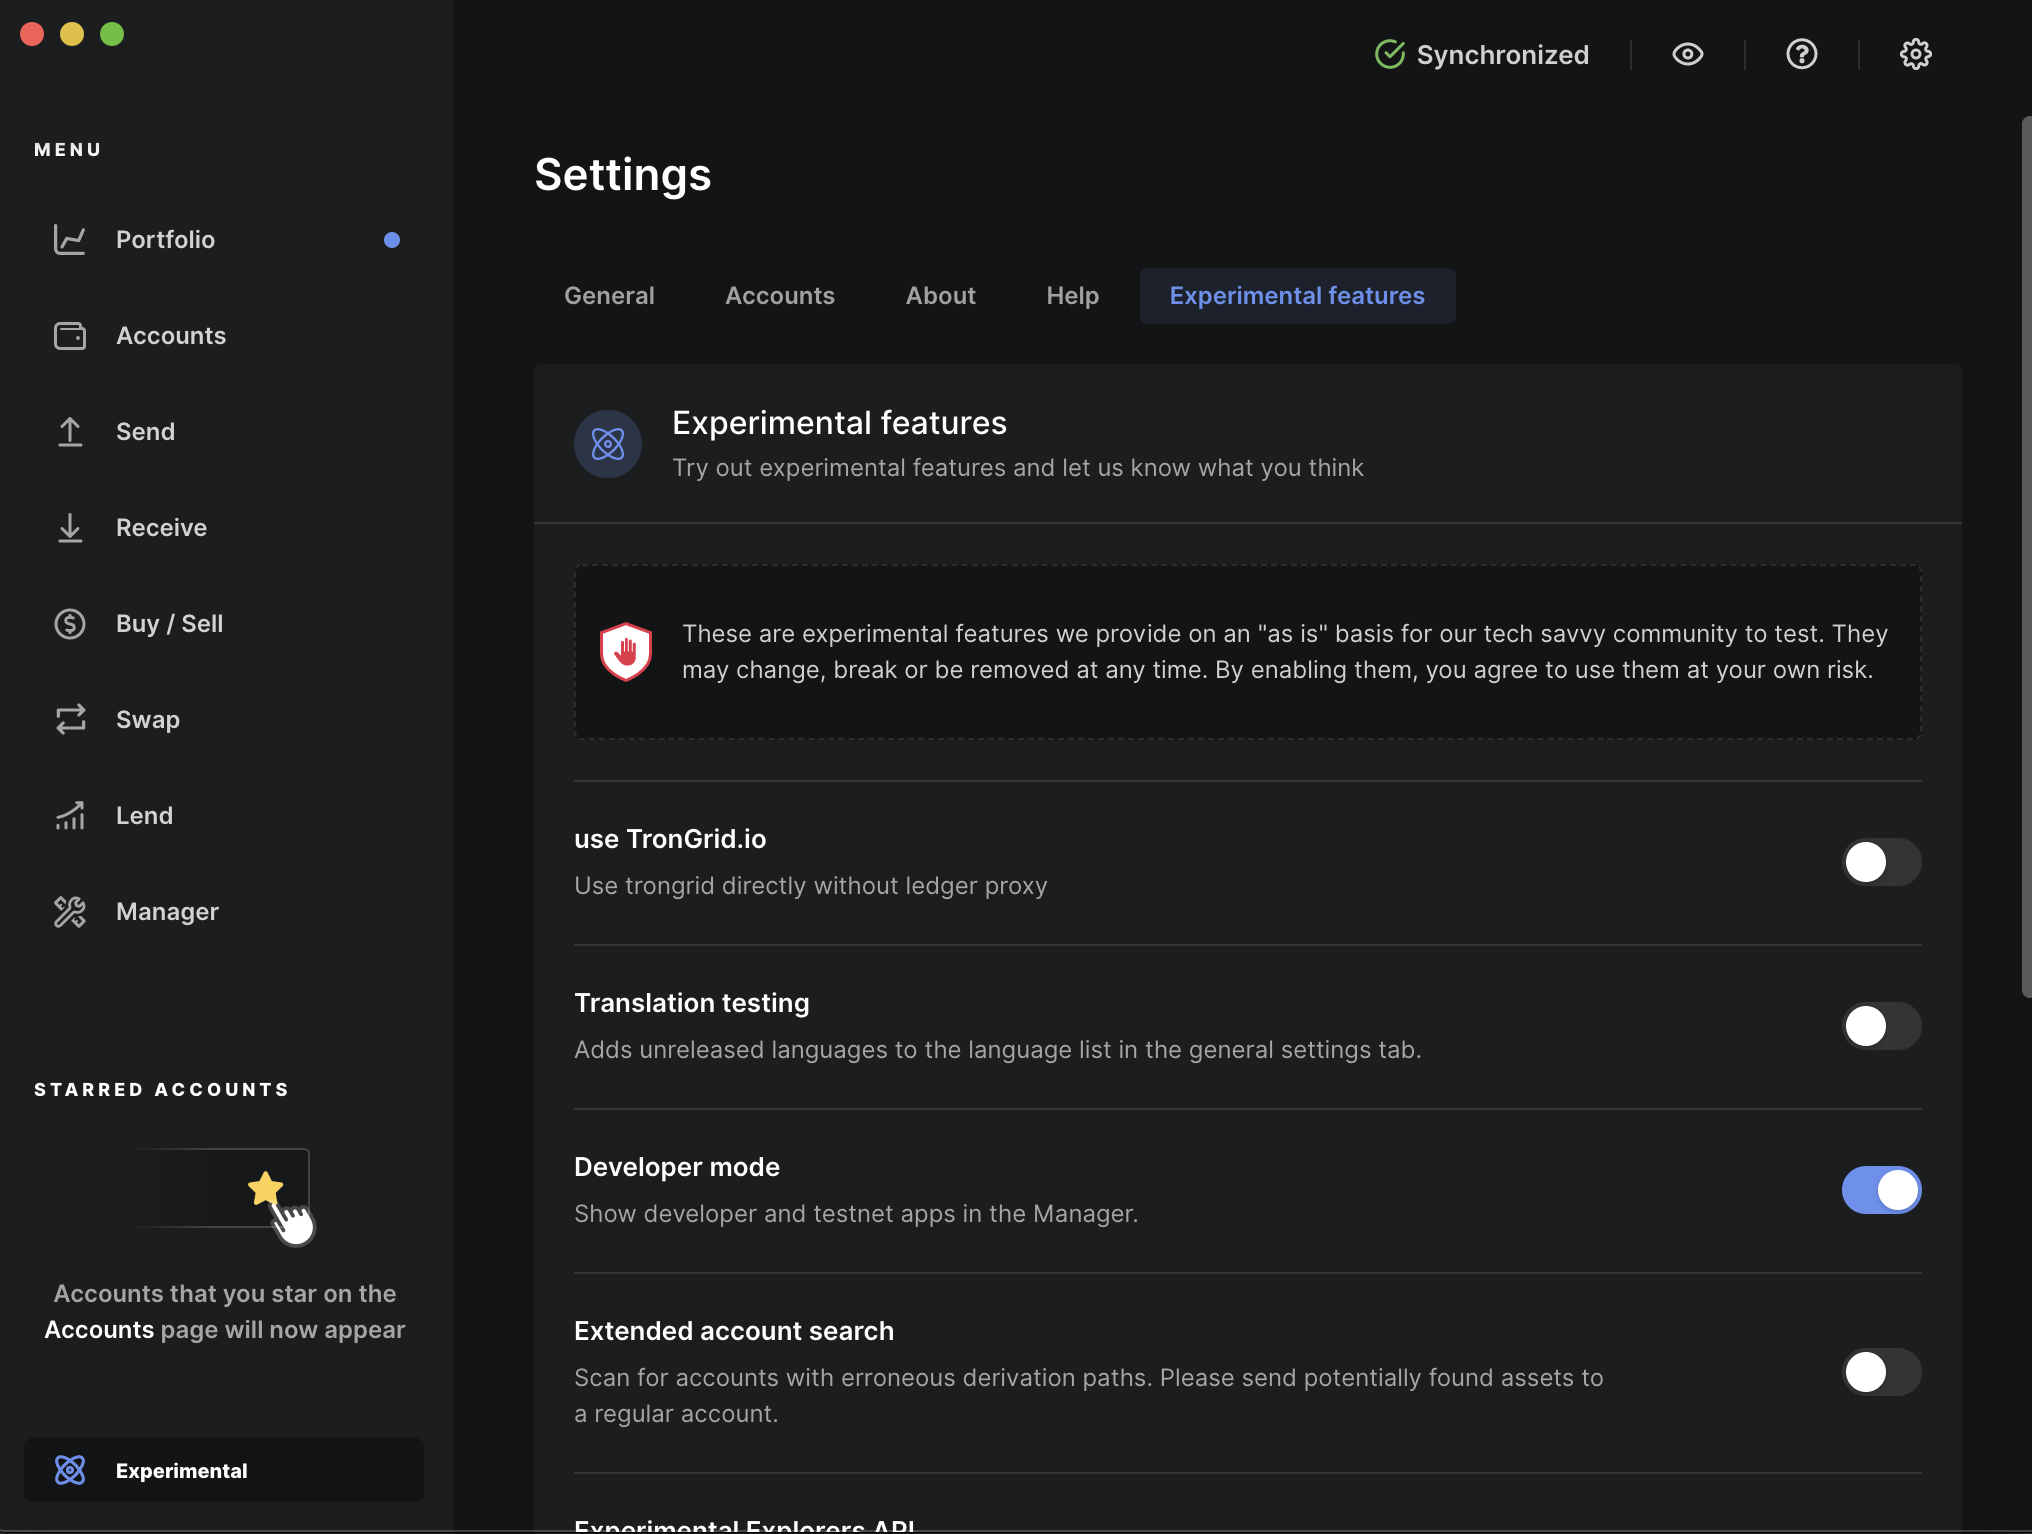 Synchronized
MENU
Portfolio
Accounts
Send
Receive
Buy / Sell
Swap
Lend
Manager
STARRED ACCOUNTS
Accounts that you star on the
Accounts page will now appear
Experimental
Settings
General
Accounts
About
Help
Experimental features
Experimental features
Try out experimental features and let us know what you think
These are experimental features we provide on an "as is" basis for our tech savvy community to test. They
may change, break or be removed at any time. By enabling them, you agree to use them at your own risk.
use TronGrid.io
Use trongrid directly without ledger proxy
Translation testing
Adds unreleased languages to the language list in the general settings tab.
Developer mode
Show developer and testnet apps in the Manager.
Extended account search
Scan for accounts with erroneous derivation paths. Please send potentially found assets to
a regular account.
Experimental Explorers API